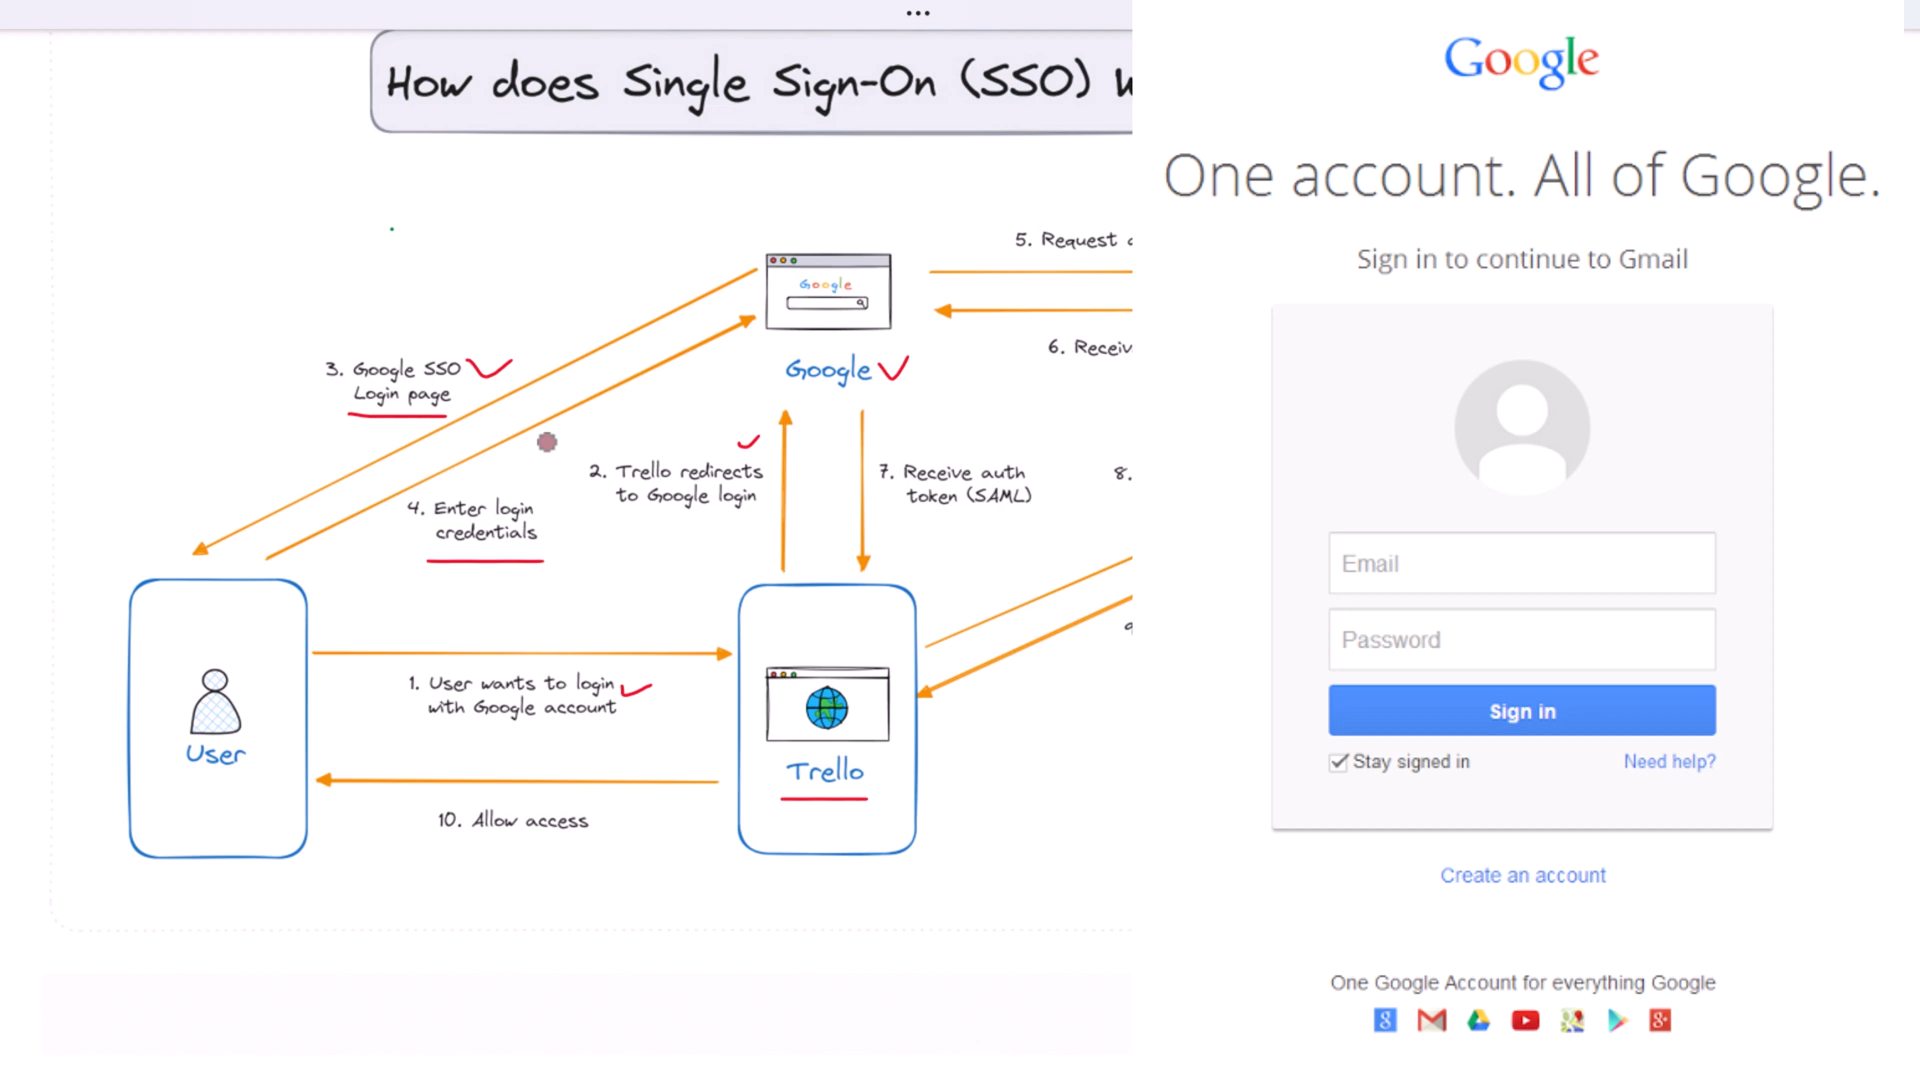 How does Single Sign-On (SSO)
Google
5. Request
6.
3. Google SSO
Login page
Google
2. Trello redirects
to Google login
7. Receive auth
token (SAML)
8.
4. Enter login
credentials
1. User wants to login
with Google account
User
Trello
10. Allow access
Google
One account. All of Google.
Sign in to continue to Gmail
Email
Password
Sign in
Stay signed in
Need help?
Create an account
One Google Account for everything Google